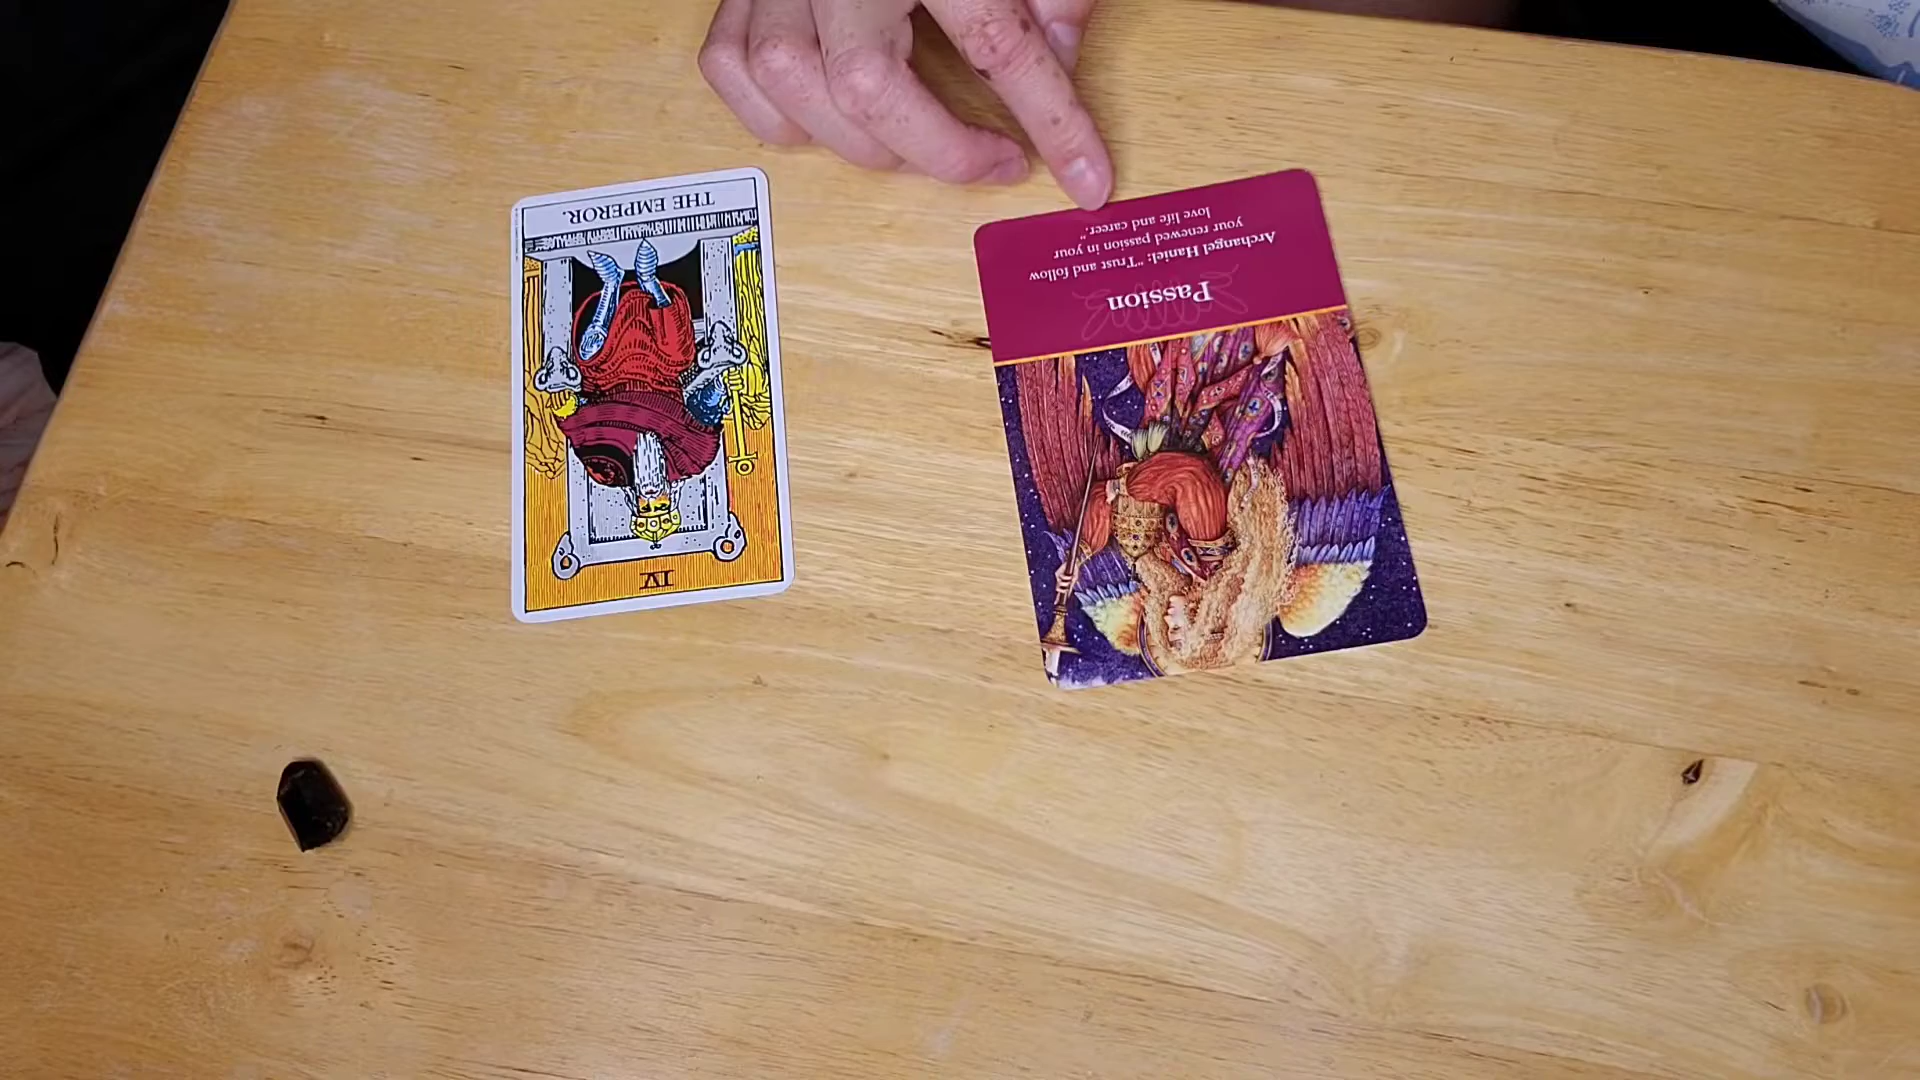 IV
THE EMPEROR.
Passion
Archangel Haniel: "Trust and follow
your renewed passion in your
love life and career."